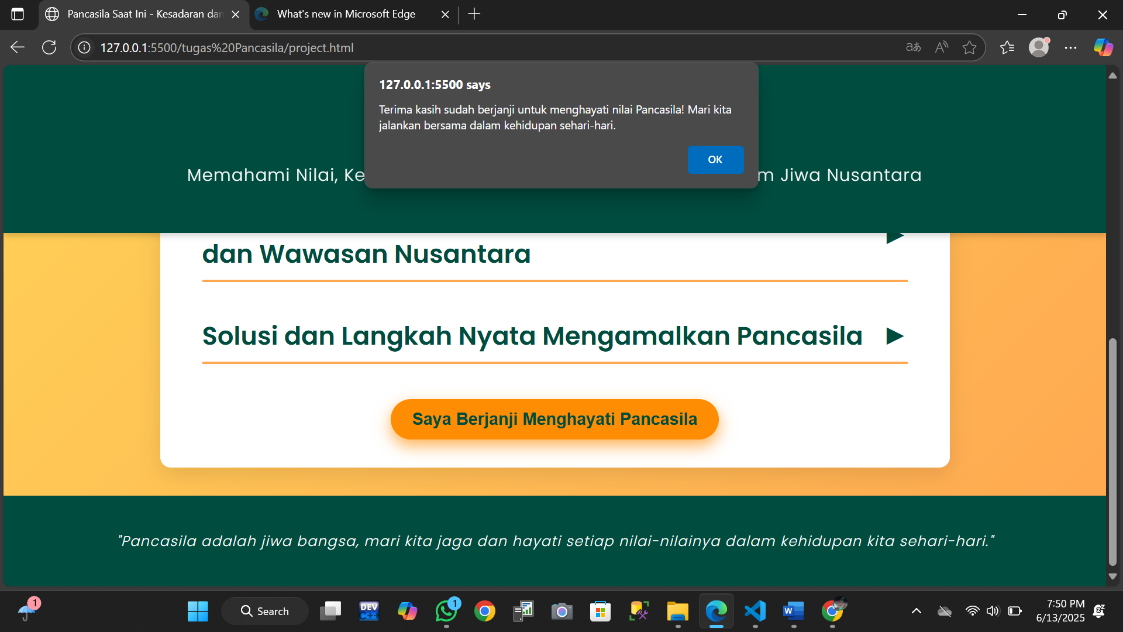 Pancasila Saat Ini - Kesadaran dan
What's new in Microsoft Edge
127.0.0.1:5500/tugas%20Pancasila/project.html
127.0.0.1:5500 says
Terima kasih sudah berjanji untuk menghayati nilai Pancasila! Mari kita
jalankan bersama dalam kehidupan sehari-hari.
OK
Memahami Nilai, Ke
m Jiwa Nusantara
dan Wawasan Nusantara
Solusi dan Langkah Nyata Mengamalkan Pancasila
Saya Berjanji Menghayati Pancasila
"Pancasila adalah jiwa bangsa, mari kita jaga dan hayati setiap nilai-nilainya dalam kehidupan kita sehari-hari."
1
Search
DEV
1
7:50 PM
6/13/2025